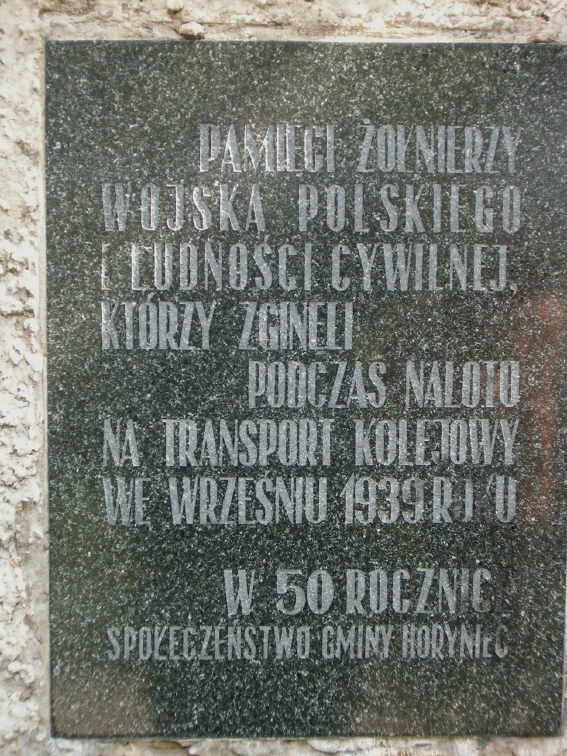 PAMIĘCI ŻOŁNIERZY
WOJSKA POLSKIEGO
I LUDNOŚCI CYWILNEJ,
KTÓRZY ZGINĘLI
PODCZAS NALOTU
NA TRANSPORT KOLEJOWY
WE WRZEŚNIU 1939 ROKU
W 50 ROCZNICĘ
SPOŁECZEŃSTWO GMINY HORYNIEC